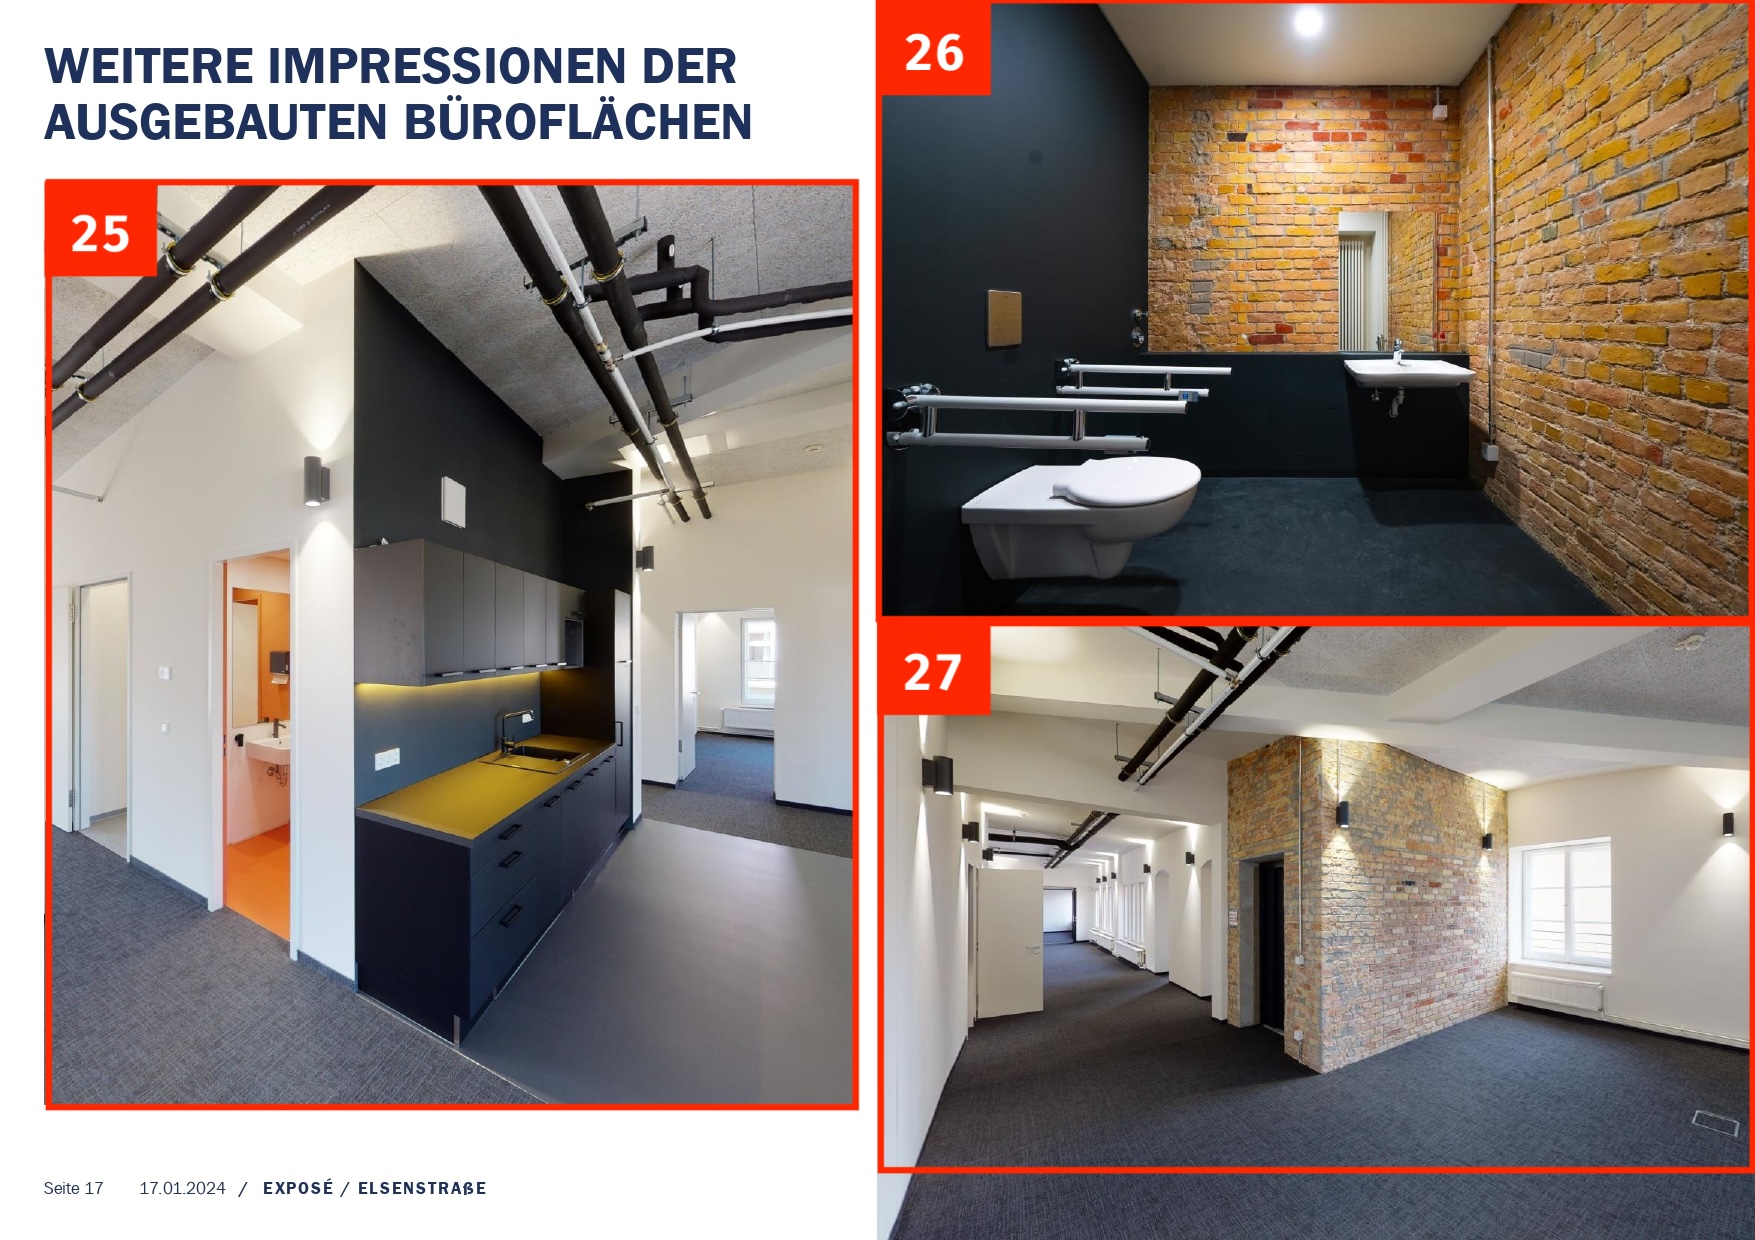 WEITERE IMPRESSIONEN DER
AUSGEBAUTEN BÜROFLÄCHEN
25
26
27
Seite 17 17.01.2024 / EXPOSÉ / ELSENSTRAßE